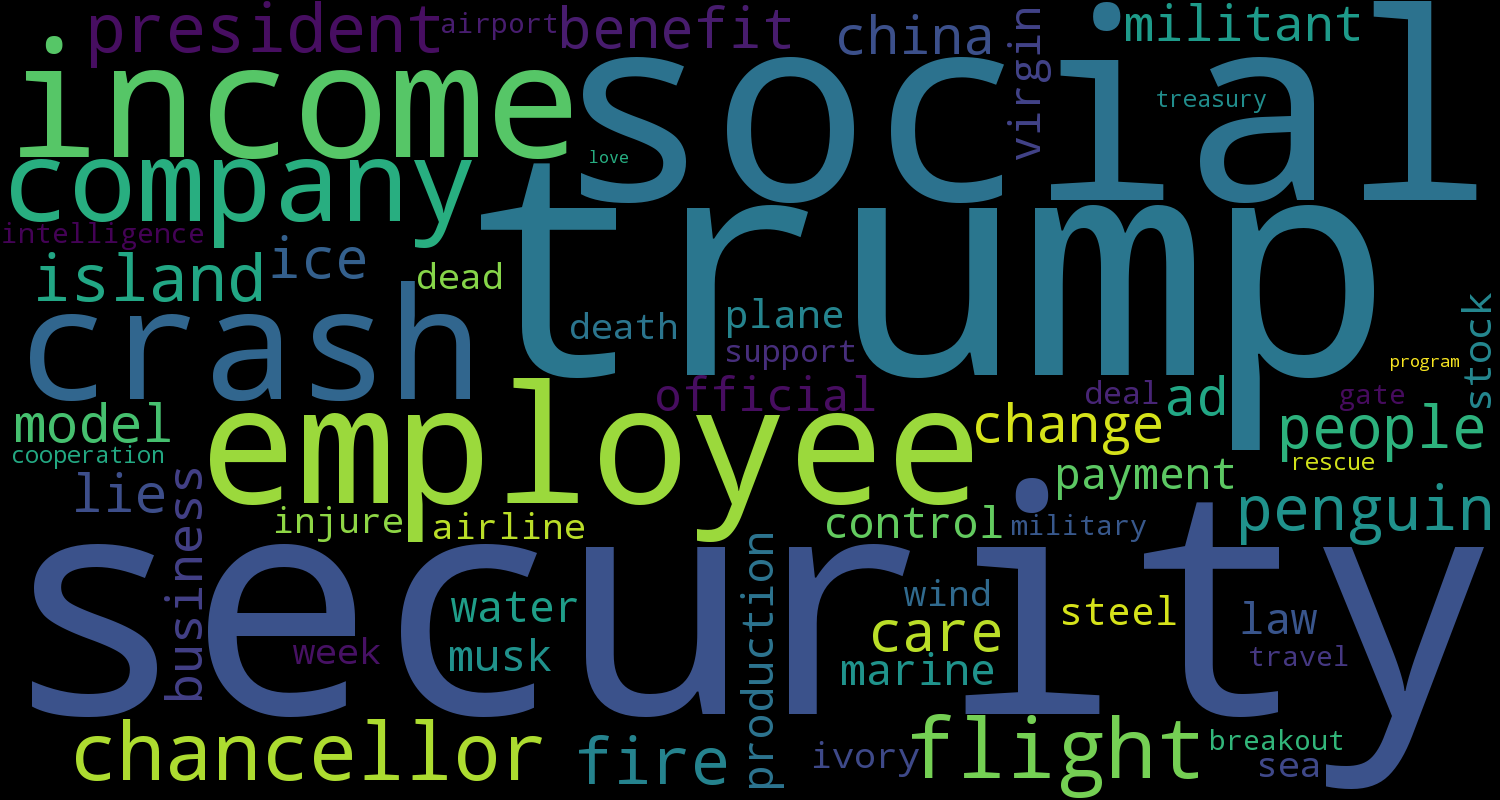 president
airport
benefit
china
virgin
militant
income
social
treasury
love
company
trump
intelligence
island
ice
dead
crash
death
plane
support
stock
program
official
deal
ad
gate
model
employee
change
people
cooperation
payment
rescue
lie
business
injure
airline
control
military
penguin
security
production
water
wind
care
steel
law
week
musk
marine
travel
chancellor
fire
ivory
flight
breakout
sea